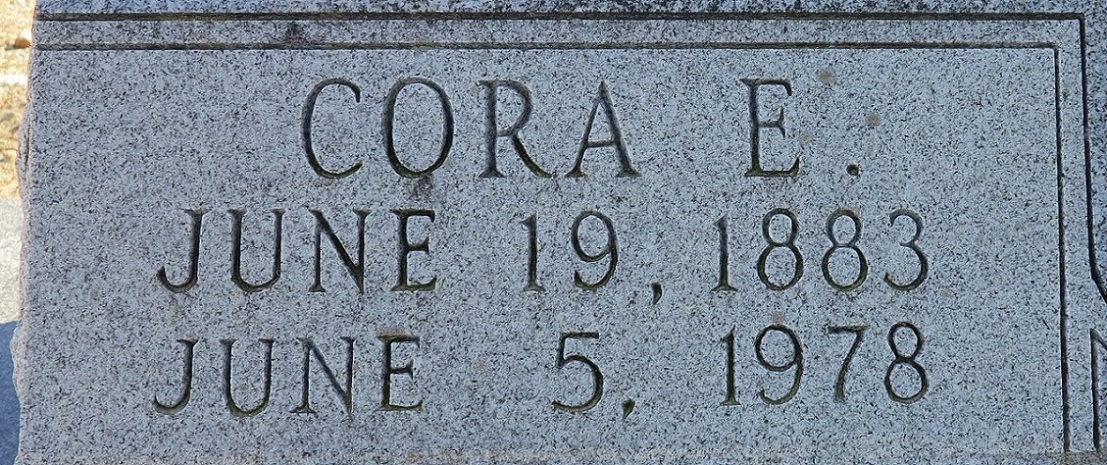 CORA E.
JUNE 19, 1883
JUNE 5, 1978